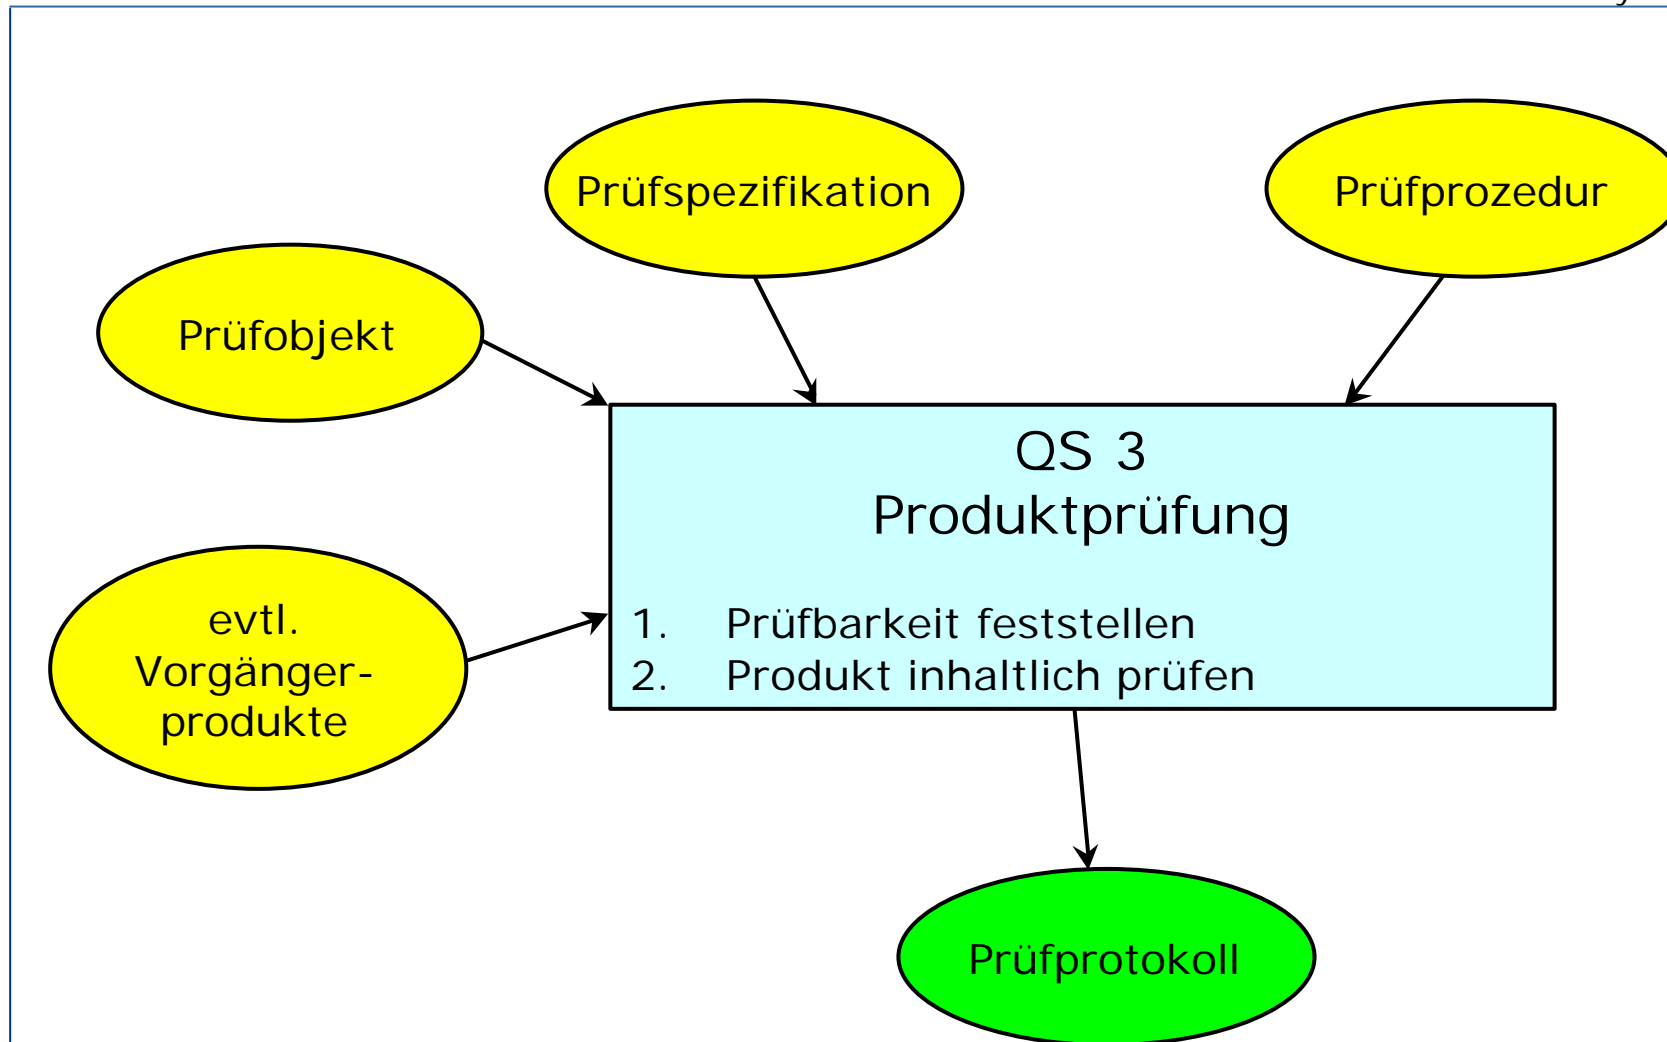 Prüfspezifikation
Prüfprozedur
Prüfobjekt
QS 3
Produktprüfung
evtl.
Vorgänger-
produkte
1. Prüfbarkeit feststellen
2. Produkt inhaltlich prüfen
Prüfprotokoll